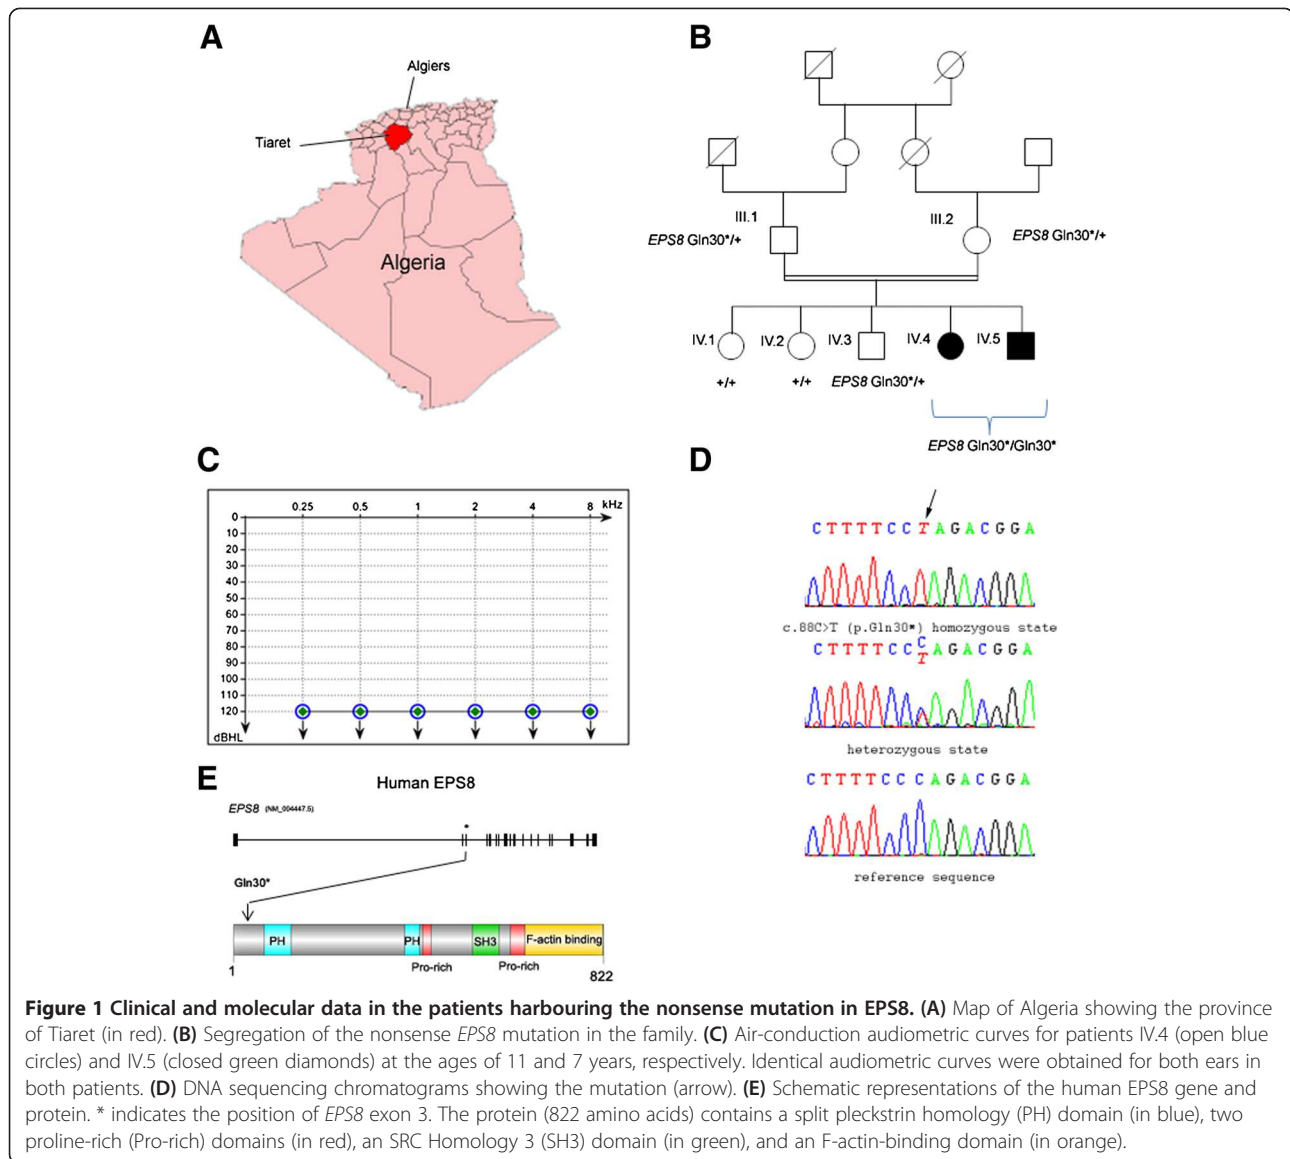 A
Algiers
Tiaret
Algeria
B
III.1
EPS8 Gln30*/+
III.2
EPS8 Gln30*/+
IV.1
IV.2
IV.3
IV.4
IV.5
+/+
+/+
EPS8 Gln30*/+
EPS8 Gln30*/Gln30*
C
0.25 0.5 1 2 4 8 kHz
0
10
20
30
40
50
60
70
80
90
100
110
120
dBHL
D
C T T T T C C T A G A C G G A
c.88C>T (p.Gln30*) homozygous state
C
C T T T T C C A G A C G G A
T
heterozygous state
C T T T T C C C A G A C G G A
reference sequence
E
Human EPS8
EPS8 (NM_004447.5)
*
Gln30*
PH PH SH3 F-actin binding
Pro-rich Pro-rich
1 822
Figure 1 Clinical and molecular data in the patients harbouring the nonsense mutation in EPS8. (A) Map of Algeria showing the province
of Tiaret (in red). (B) Segregation of the nonsense EPS8 mutation in the family. (C) Air-conduction audiometric curves for patients IV.4 (open blue
circles) and IV.5 (closed green diamonds) at the ages of 11 and 7 years, respectively. Identical audiometric curves were obtained for both ears in
both patients. (D) DNA sequencing chromatograms showing the mutation (arrow). (E) Schematic representations of the human EPS8 gene and
protein. * indicates the position of EPS8 exon 3. The protein (822 amino acids) contains a split pleckstrin homology (PH) domain (in blue), two
proline-rich (Pro-rich) domains (in red), an SRC Homology 3 (SH3) domain (in green), and an F-actin-binding domain (in orange).